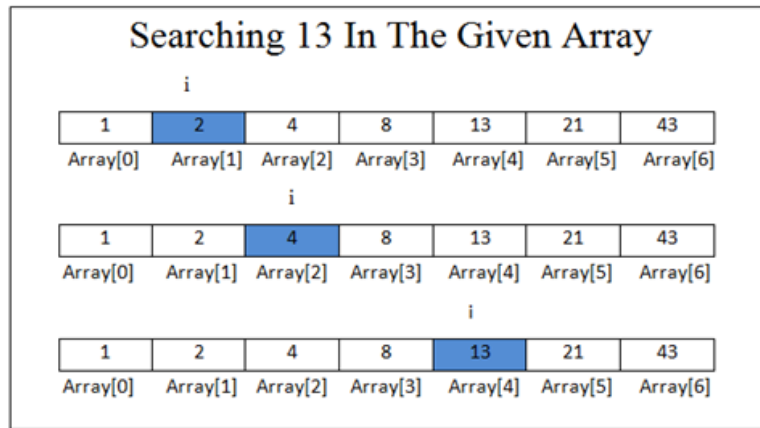 Searching 13 In The Given Array
i
1 2 4 8 13 21 43
Array[0] Array[1] Array[2] Array[3] Array[4] Array[5] Array[6]
i
1 2 4 8 13 21 43
Array[0] Array[1] Array[2] Array[3] Array[4] Array[5] Array[6]
i
1 2 4 8 13 21 43
Array[0] Array[1] Array[2] Array[3] Array[4] Array[5] Array[6]